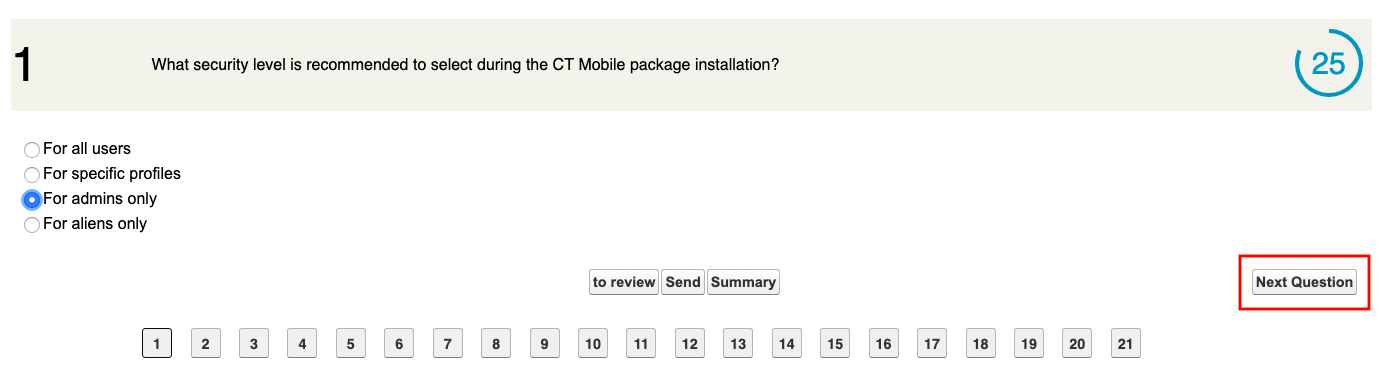 1
What security level is recommended to select during the CT Mobile package installation?
25
For all users
For specific profiles
For admins only
For aliens only
to review Send Summary
Next Question
1 2 3 4 5 6 7 8 9 10 11 12 13 14 15 16 17 18 19 20 21